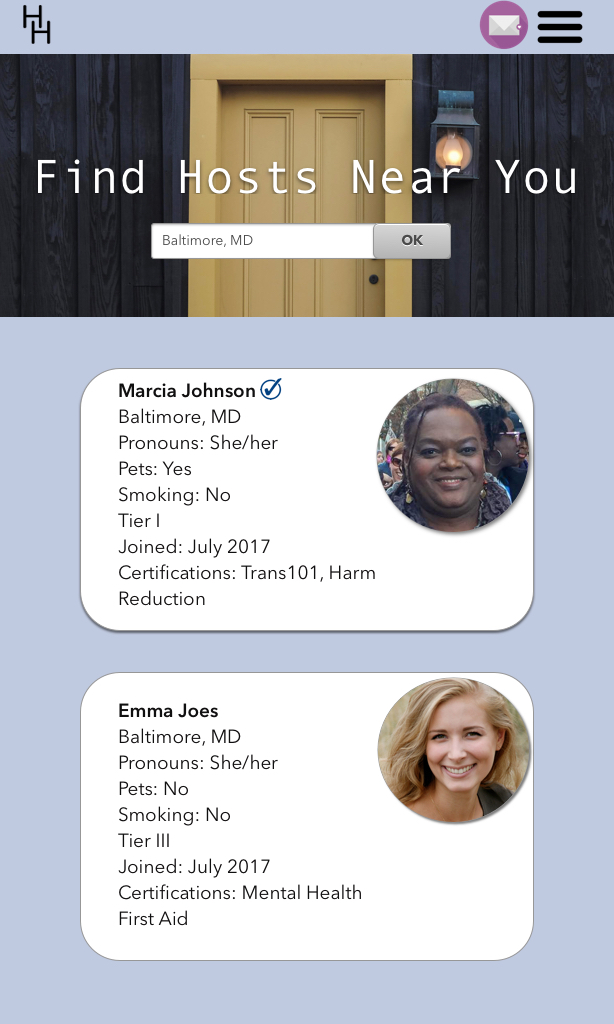 HH
Find Hosts Near You
Baltimore, MD
OK
Marcia Johnson
Baltimore, MD
Pronouns: She/her
Pets: Yes
Smoking: No
Tier I
Joined: July 2017
Certifications: Trans101, Harm
Reduction
Emma Joes
Baltimore, MD
Pronouns: She/her
Pets: No
Smoking: No
Tier III
Joined: July 2017
Certifications: Mental Health
First Aid